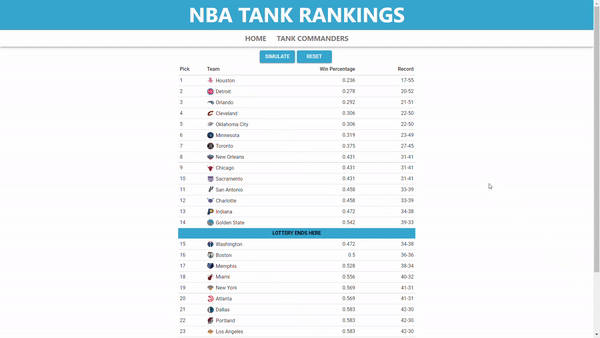 NBA TANK RANKINGS
HOME TANK COMMANDERS
SIMULATE RESET
Pick Team Win Percentage Record
1 Houston 0.236 17-55
2 Detroit 0.278 20-52
3 Orlando 0.292 21-51
4 Cleveland 0.306 22-50
5 Oklahoma City 0.306 22-50
6 Minnesota 0.319 23-49
7 Toronto 0.375 27-45
8 New Orleans 0.431 31-41
9 Chicago 0.431 31-41
10 Sacramento 0.431 31-41
11 San Antonio 0.458 33-39
12 Charlotte 0.458 33-39
13 Indiana 0.472 34-38
14 Golden State 0.542 39-33
LOTTERY ENDS HERE
15 Washington 0.472 34-38
16 Boston 0.5 36-36
17 Memphis 0.528 38-34
18 Miami 0.556 40-32
19 New York 0.569 41-31
20 Atlanta 0.569 41-31
21 Dallas 0.583 42-30
22 Portland 0.583 42-30
23 Los Angeles 0.583 42-30